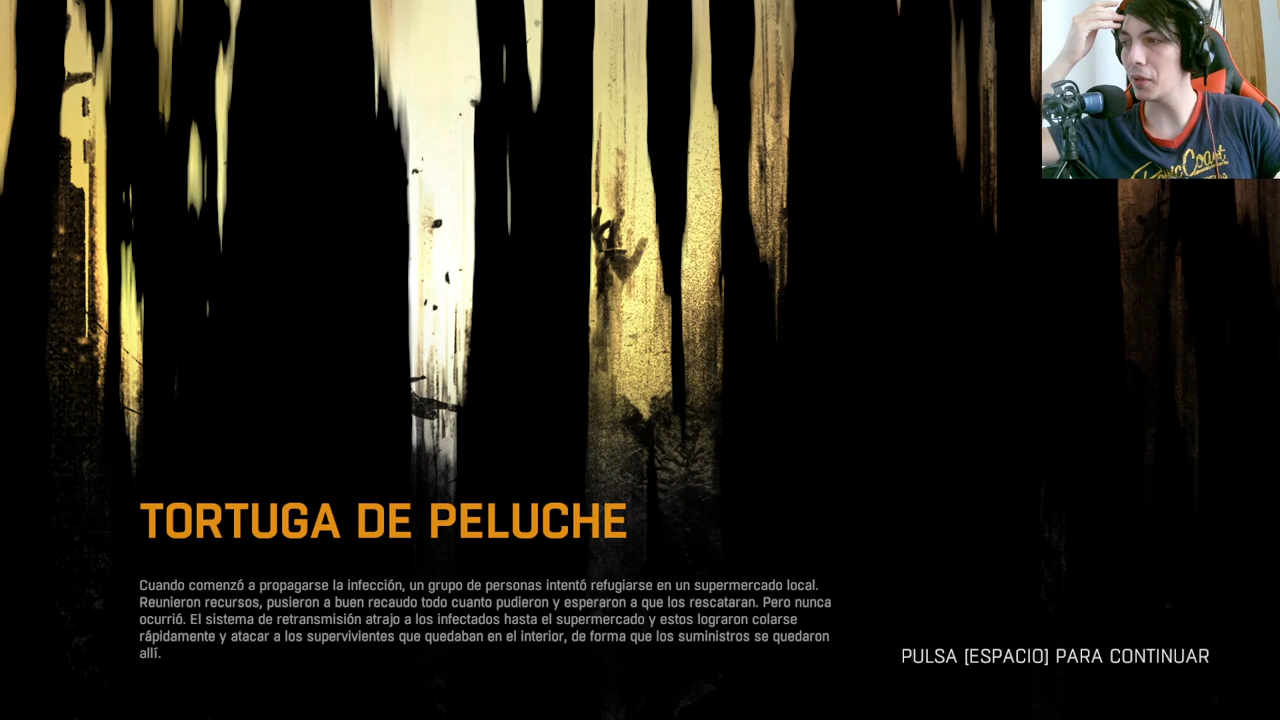 TORTUGA DE PELUCHE
Cuando comenzó a propagarse la infección, un grupo de personas intentó refugiarse en un supermercado local.
Reunieron recursos, pusieron a buen recaudo todo cuanto pudieron y esperaron a que los rescataran. Pero nunca
ocurrió. El sistema de retransmisión atrajo a los infectados hasta el supermercado y estos lograron colarse
rápidamente y atacar a los supervivientes que quedaban en el interior, de forma que los suministros se quedaron
allí.
PULSA [ESPACIO] PARA CONTINUAR